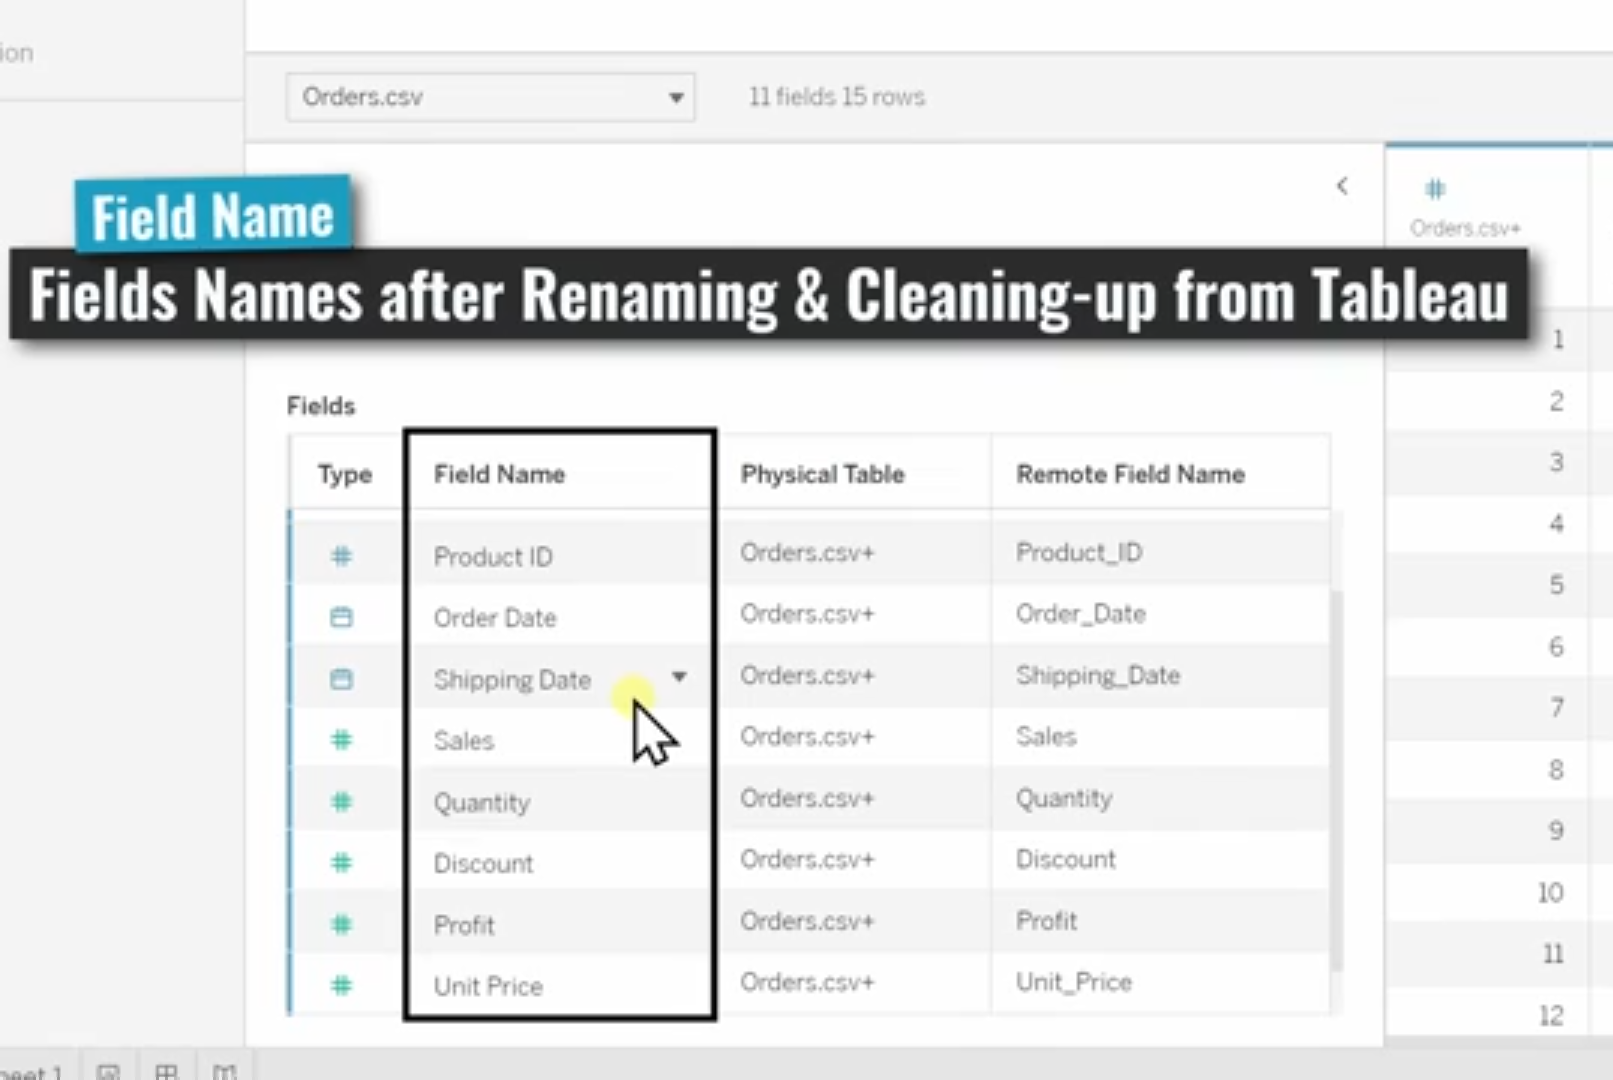 ion
Orders.csv 11 fields 15 rows
Field Name
Orders.csv+
Fields Names after Renaming & Cleaning-up from Tableau
Fields
Type Field Name Physical Table Remote Field Name
Product ID Orders.csv+ Product_ID
Order Date Orders.csv+ Order_Date
Shipping Date Orders.csv+ Shipping_Date
Sales Orders.csv+ Sales
Quantity Orders.csv+ Quantity
Discount Orders.csv+ Discount
Profit Orders.csv+ Profit
Unit Price Orders.csv+ Unit_Price
1
2
3
4
5
6
7
8
9
10
11
12
heet 1